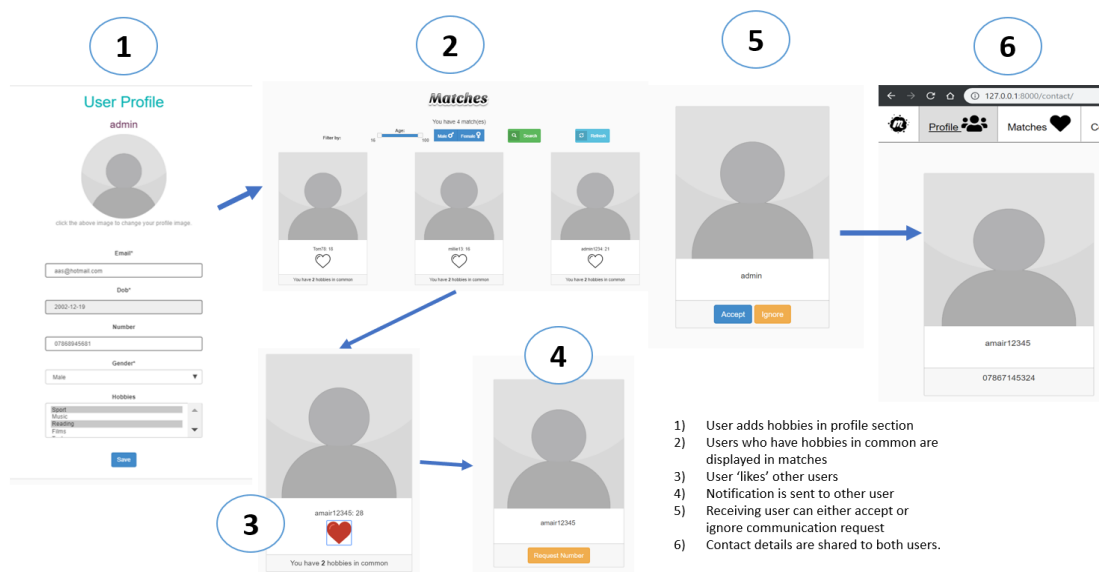 1
User Profile
admin
click the above image to change your profile image.
Email*
aas@hotmail.com
Dob*
2002-12-19
Number
07868945681
Gender*
Male
Hobbies
Sport
Music
Reading
Films
Save
2
Matches
You have 4 match(es)
Filter by:
Age:
18
100
Male Female
Search
Refresh
Tom78: 18
You have 2 hobbies in common
rollie13: 16
You have 2 hobbies in common
admin1234: 21
You have 2 hobbies in common
3
amair12345: 28
You have 2 hobbies in common
4
amair12345
Request Number
5
admin
Accept Ignore
6
127.0.0.1:8000/contact/
Profile Matches
amair12345
07867145324
1) User adds hobbies in profile section
2) Users who have hobbies in common are
displayed in matches
3) User ‘likes’ other users
4) Notification is sent to other user
5) Receiving user can either accept or
ignore communication request
6) Contact details are shared to both users.